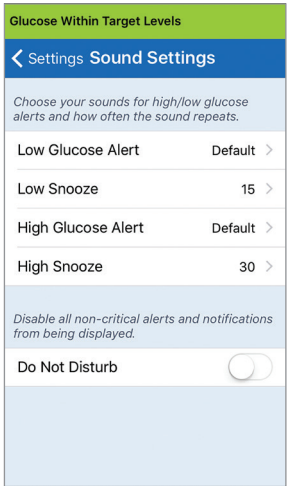 Glucose Within Target Levels
Settings Sound Settings
Choose your sounds for high/low glucose
alerts and how often the sound repeats.
Low Glucose Alert Default
Low Snooze 15
High Glucose Alert Default
High Snooze 30
Disable all non-critical alerts and notifications
from being displayed.
Do Not Disturb